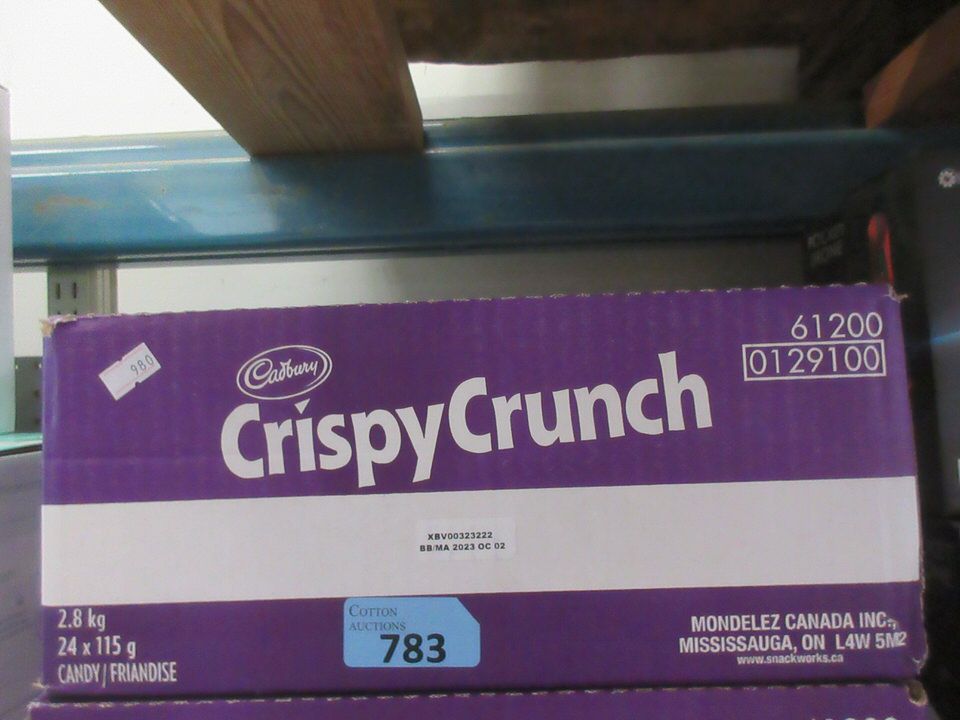 980
Cadbury
CrispyCrunch
61200
0129100
XBV00323222
BB/MA 2023 OC 02
2.8 kg
24 x 115 g
CANDY/FRIANDISE
COTTON
AUCTIONS
783
MONDELEZ CANADA INC.,
MISSISSAUGA, ON L4W 5M2
www.snackworks.ca